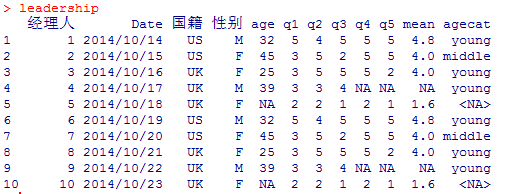 > leadership
经理人 Date 国籍 性别 age q1 q2 q3 q4 q5 mean agecat
1 1 2014/10/14 US M 32 5 4 5 5 5 4.8 young
2 2 2014/10/15 US F 45 3 5 2 5 5 4.0 middle
3 3 2014/10/16 UK F 25 3 5 5 5 2 4.0 young
4 4 2014/10/17 UK M 39 3 3 4 NA NA NA young
5 5 2014/10/18 UK F NA 2 2 1 2 1 1.6 <NA>
6 6 2014/10/19 US M 32 5 4 5 5 5 4.8 young
7 7 2014/10/20 US F 45 3 5 2 5 5 4.0 middle
8 8 2014/10/21 UK F 25 3 5 5 5 2 4.0 young
9 9 2014/10/22 UK M 39 3 3 4 NA NA NA young
10 10 2014/10/23 UK F NA 2 2 1 2 1 1.6 <NA>